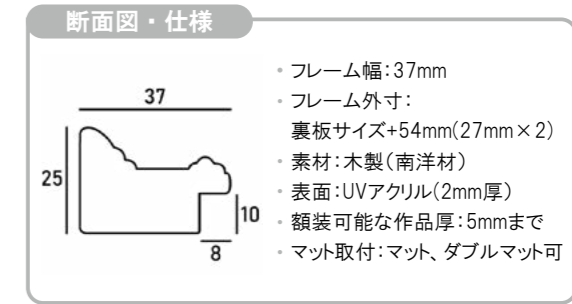 断面図・仕様
37
25
10
8
・フレーム幅：37mm
・フレーム外寸：
裏板サイズ+54mm(27mm×2)
・素材：木製（南洋材）
・表面：UVアクリル(2mm厚)
・額装可能な作品厚：5mmまで
・マット取付：マット、ダブルマット可